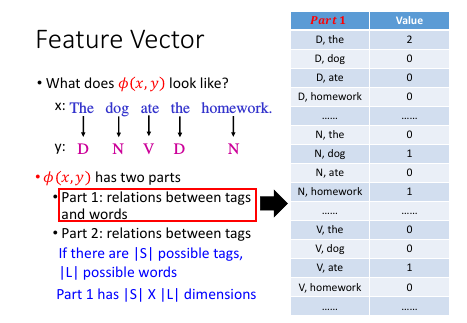 Feature Vector
• What does 𝜙(𝑥, 𝑦) look like?
x: The dog ate the homework.
y: D N V D N
• 𝜙(𝑥, 𝑦) has two parts
• Part 1: relations between tags
and words
• Part 2: relations between tags
If there are |S| possible tags,
|L| possible words
Part 1 has |S| X |L| dimensions
Part 1 Value
D, the 2
D, dog 0
D, ate 0
D, homework 0
...... ......
N, the 0
N, dog 1
N, ate 0
N, homework 1
...... ......
V, the 0
V, dog 0
V, ate 1
V, homework 0
...... ......